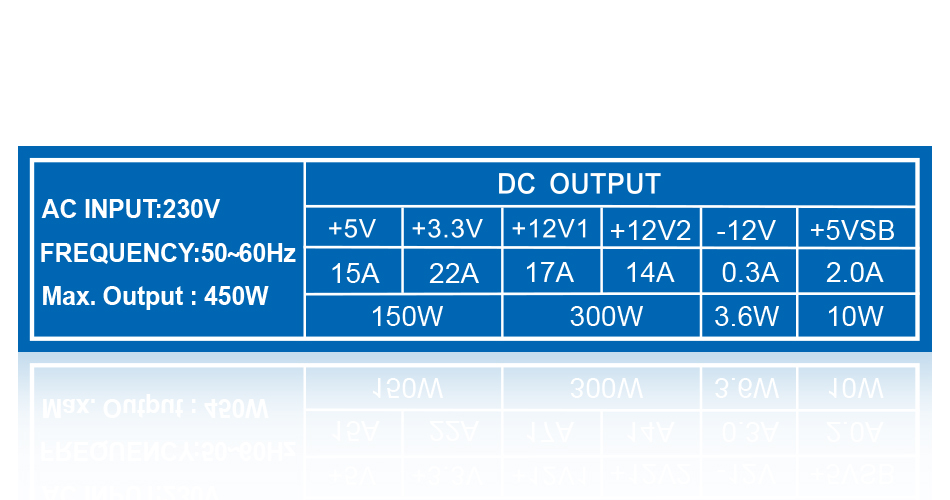 AC INPUT:230V
FREQUENCY:50~60Hz
Max. Output : 450W
DC OUTPUT
+5V +3.3V +12V1 +12V2 -12V +5VSB
15A 22A 17A 14A 0.3A 2.0A
150W 300W 3.6W 10W